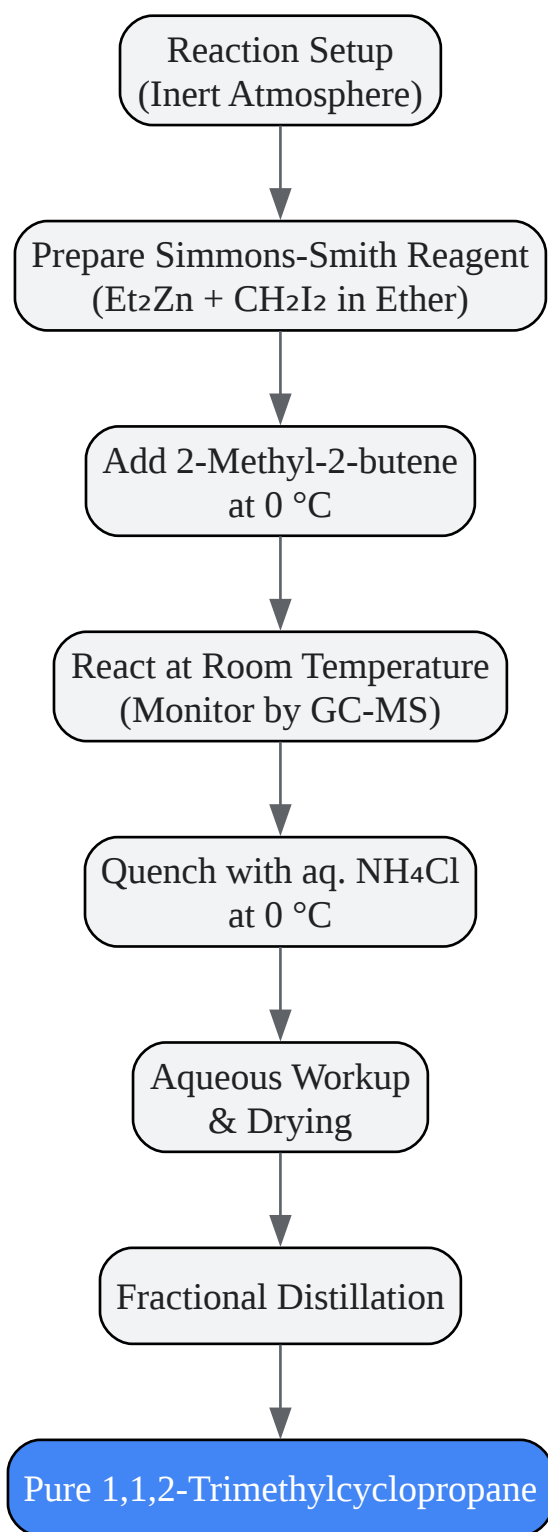 Reaction Setup
(Inert Atmosphere)
Prepare Simmons-Smith Reagent
(Et₂Zn + CH₂I₂ in Ether)
Add 2-Methyl-2-butene
at 0 °C
React at Room Temperature
(Monitor by GC-MS)
Quench with aq. NH₄Cl
at 0 °C
Aqueous Workup
& Drying
Fractional Distillation
Pure 1,1,2-Trimethylcyclopropane